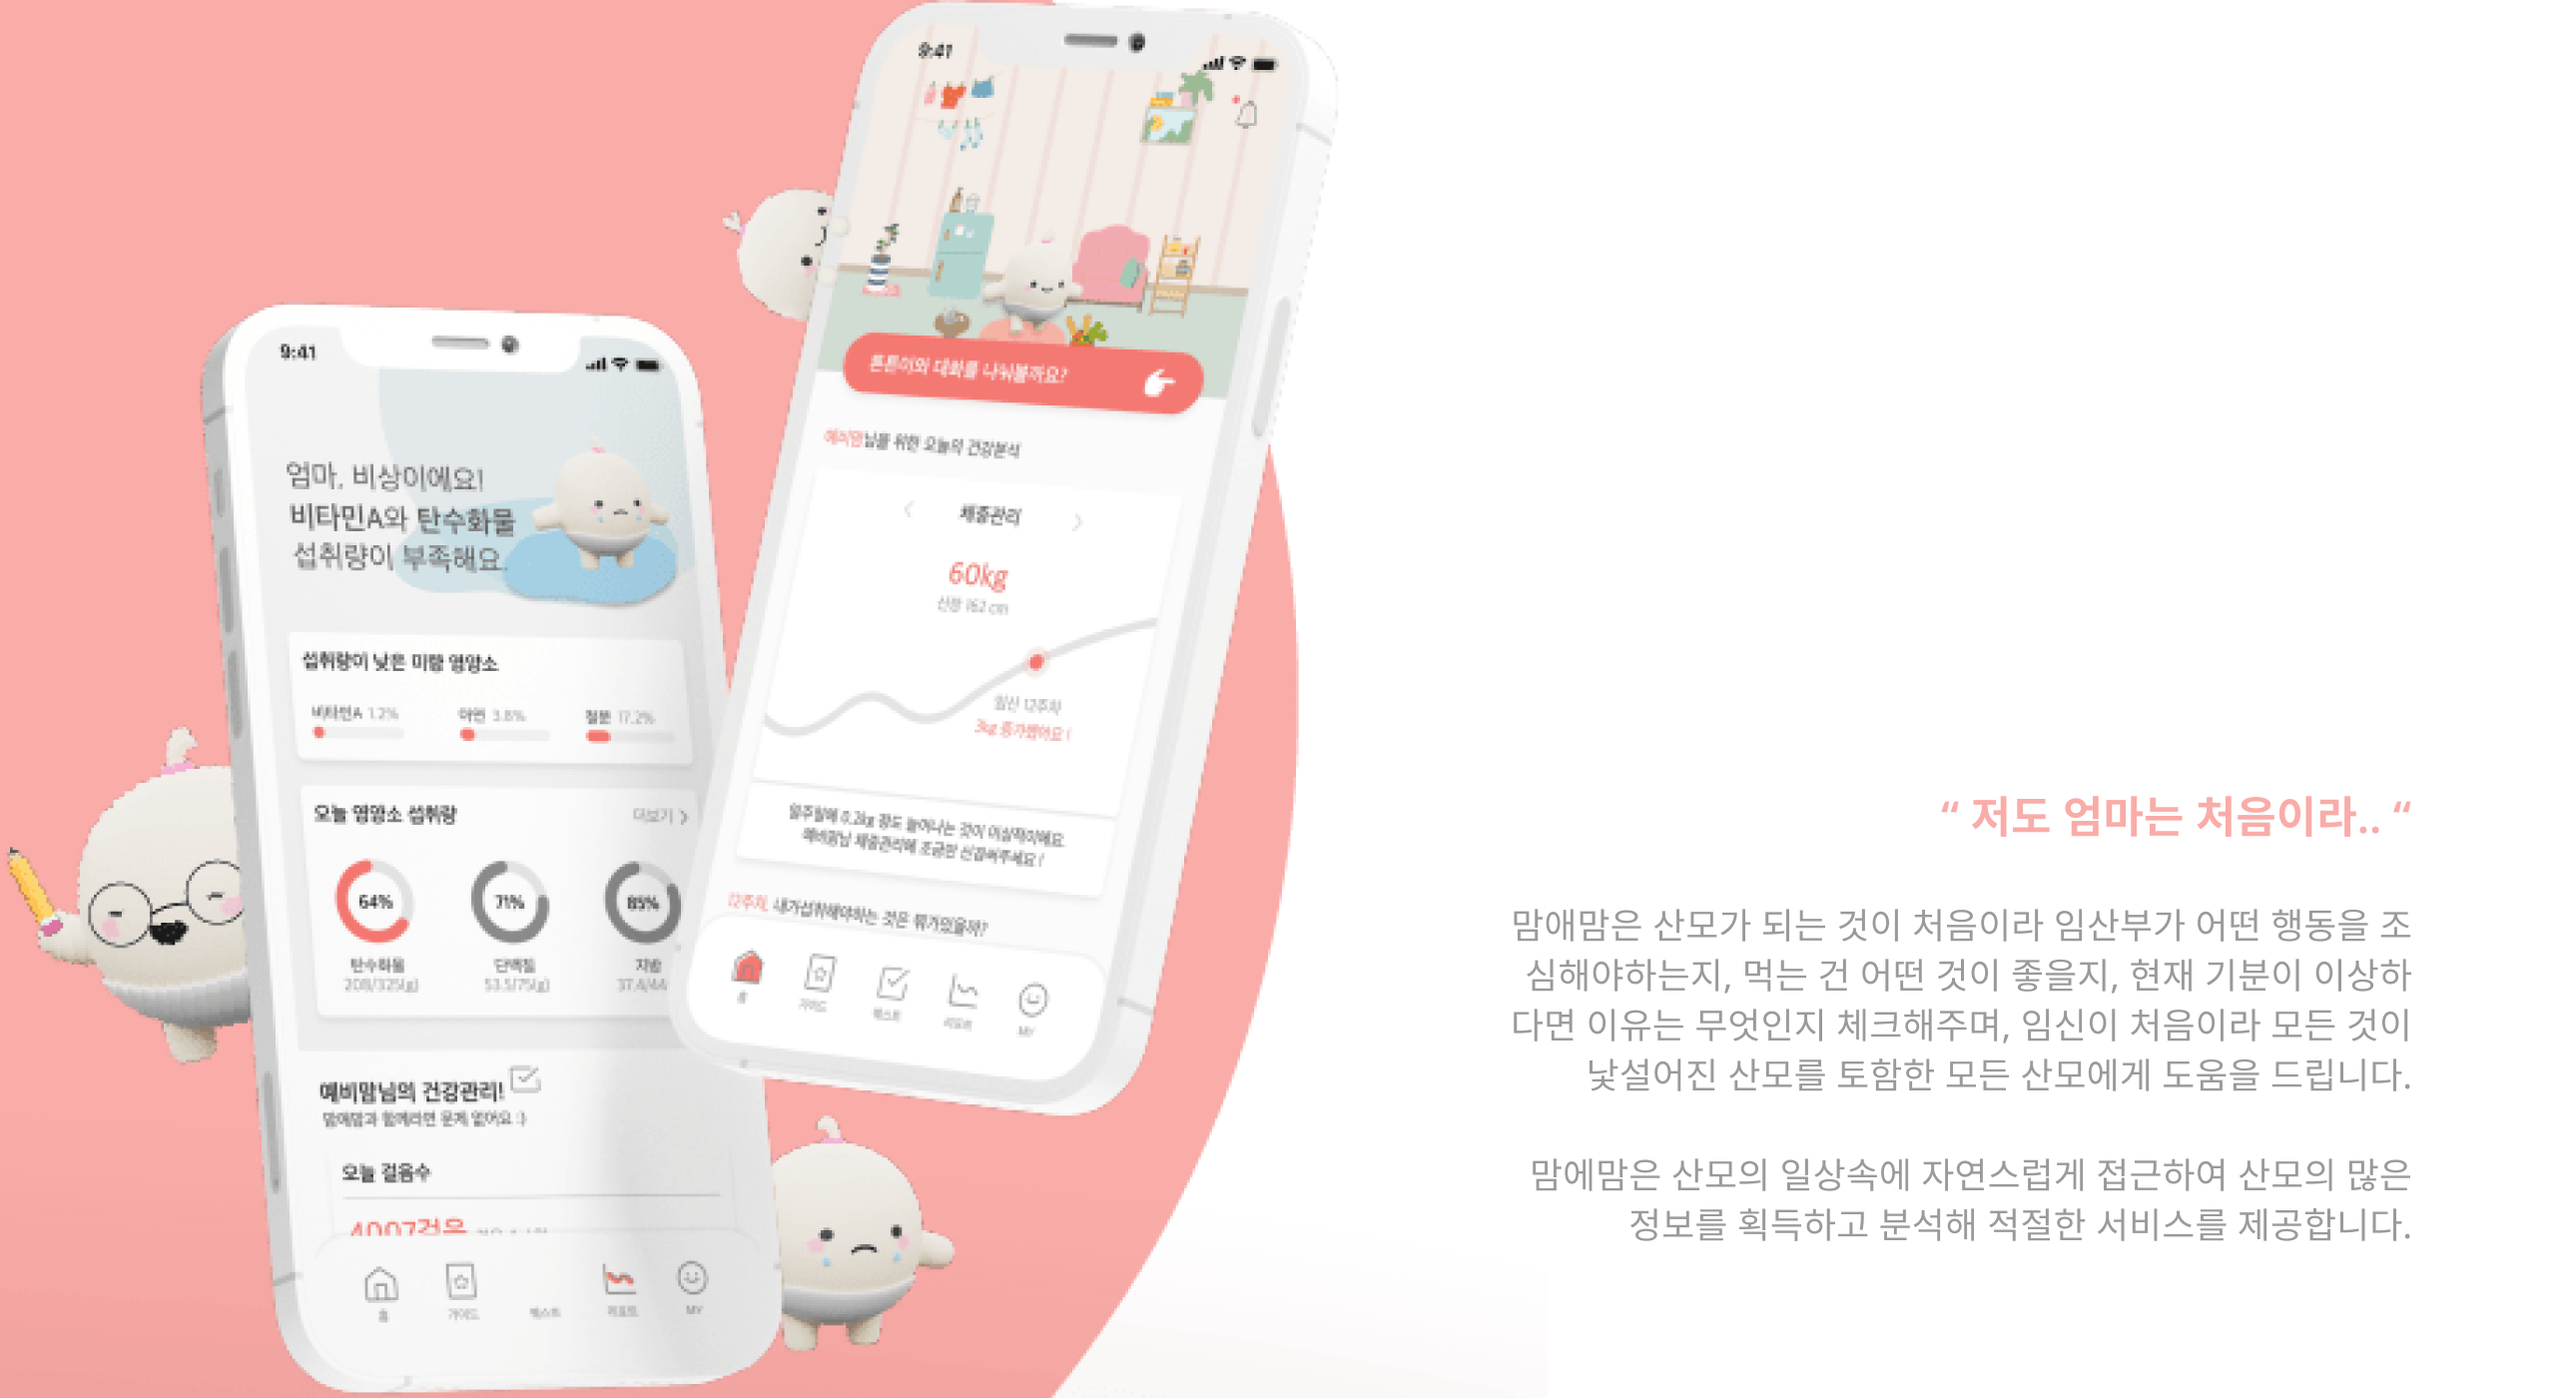 9:41
엄마, 비상이에요!
비타민A와 탄수화물
섭취량이 부족해요.
섭취량이 낮은 미량 영양소
비타민A 1.2%
아연 3.8%
철분 17.2%
오늘 영양소 섭취량
더보기 >
64%
71%
85%
탄수화물
단백질
지방
208/325(g)
53.5/75(g)
37.4/44
예비맘님의 건강관리!
맘애맘과 함께라면 문제 없어요 :)
오늘 걸음수
4007걸음
홈
가이드
퀘스트
리포트
MY
9:41
튼튼이와 대화를 나눠볼까요?
예비맘님을 위한 오늘의 건강분석
체중관리
60kg
신장 162 cm
임신 12주차
3kg 증가했어요 !
일주일에 0.2kg 정도 늘어나는 것이 이상적이에요.
예비맘님 체중관리에 조금만 신경써주세요 !
12주차, 내가섭취해야하는 것은 뭐가있을까?
홈
가이드
퀘스트
리포트
MY
“ 저도 엄마는 처음이라.. “
맘애맘은 산모가 되는 것이 처음이라 임산부가 어떤 행동을 조
심해야하는지, 먹는 건 어떤 것이 좋을지, 현재 기분이 이상하
다면 이유는 무엇인지 체크해주며, 임신이 처음이라 모든 것이
낯설어진 산모를 토함한 모든 산모에게 도움을 드립니다.
맘에맘은 산모의 일상속에 자연스럽게 접근하여 산모의 많은
정보를 획득하고 분석해 적절한 서비스를 제공합니다.